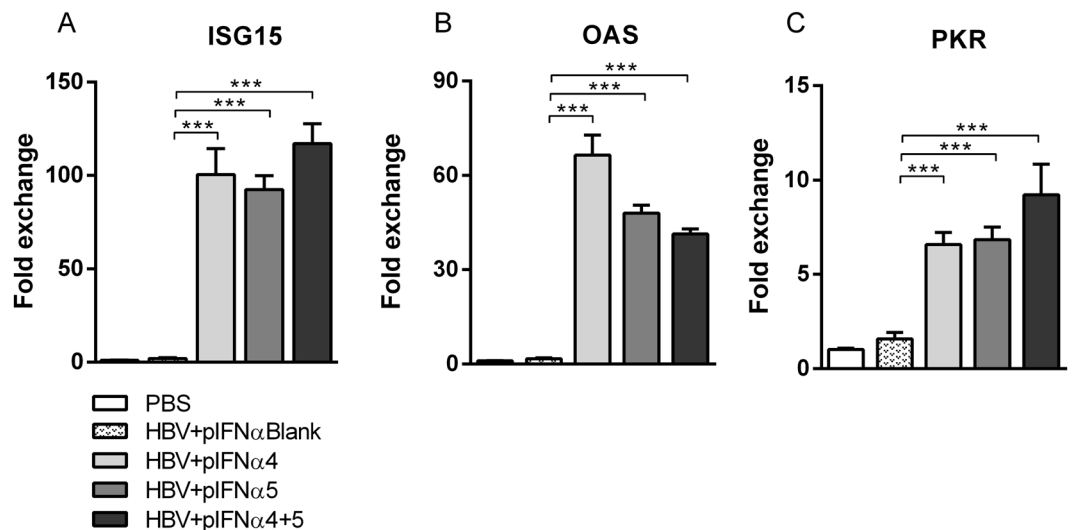 A
ISG15
150
100
50
0
Fold exchange
***
***
***
B
OAS
90
60
30
0
Fold exchange
***
***
***
C
PKR
15
10
5
0
Fold exchange
***
***
***
PBS
HBV+pIFNαBlank
HBV+pIFNα4
HBV+pIFNα5
HBV+pIFNα4+5